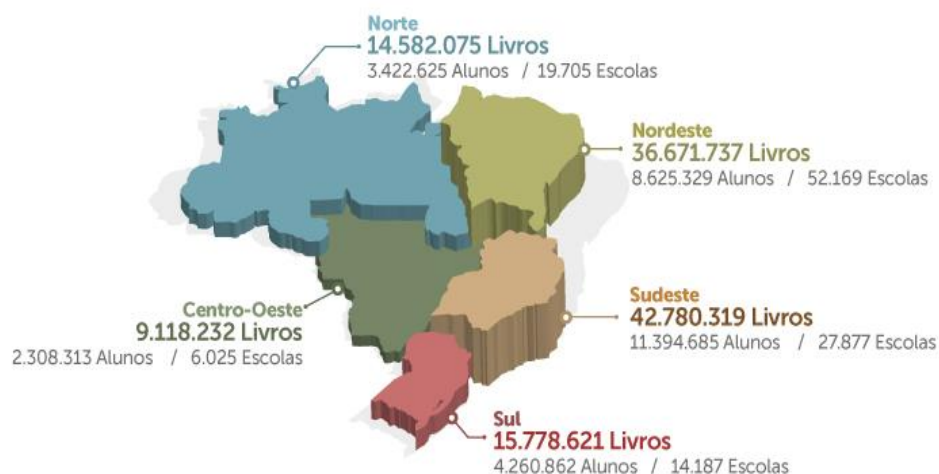 Norte
14.582.075 Livros
3.422.625 Alunos / 19.705 Escolas
Nordeste
36.671.737 Livros
8.625.329 Alunos / 52.169 Escolas
Centro-Oeste
9.118.232 Livros
2.308.313 Alunos / 6.025 Escolas
Sudeste
42.780.319 Livros
11.394.685 Alunos / 27.877 Escolas
Sul
15.778.621 Livros
4.260.862 Alunos / 14.187 Escolas